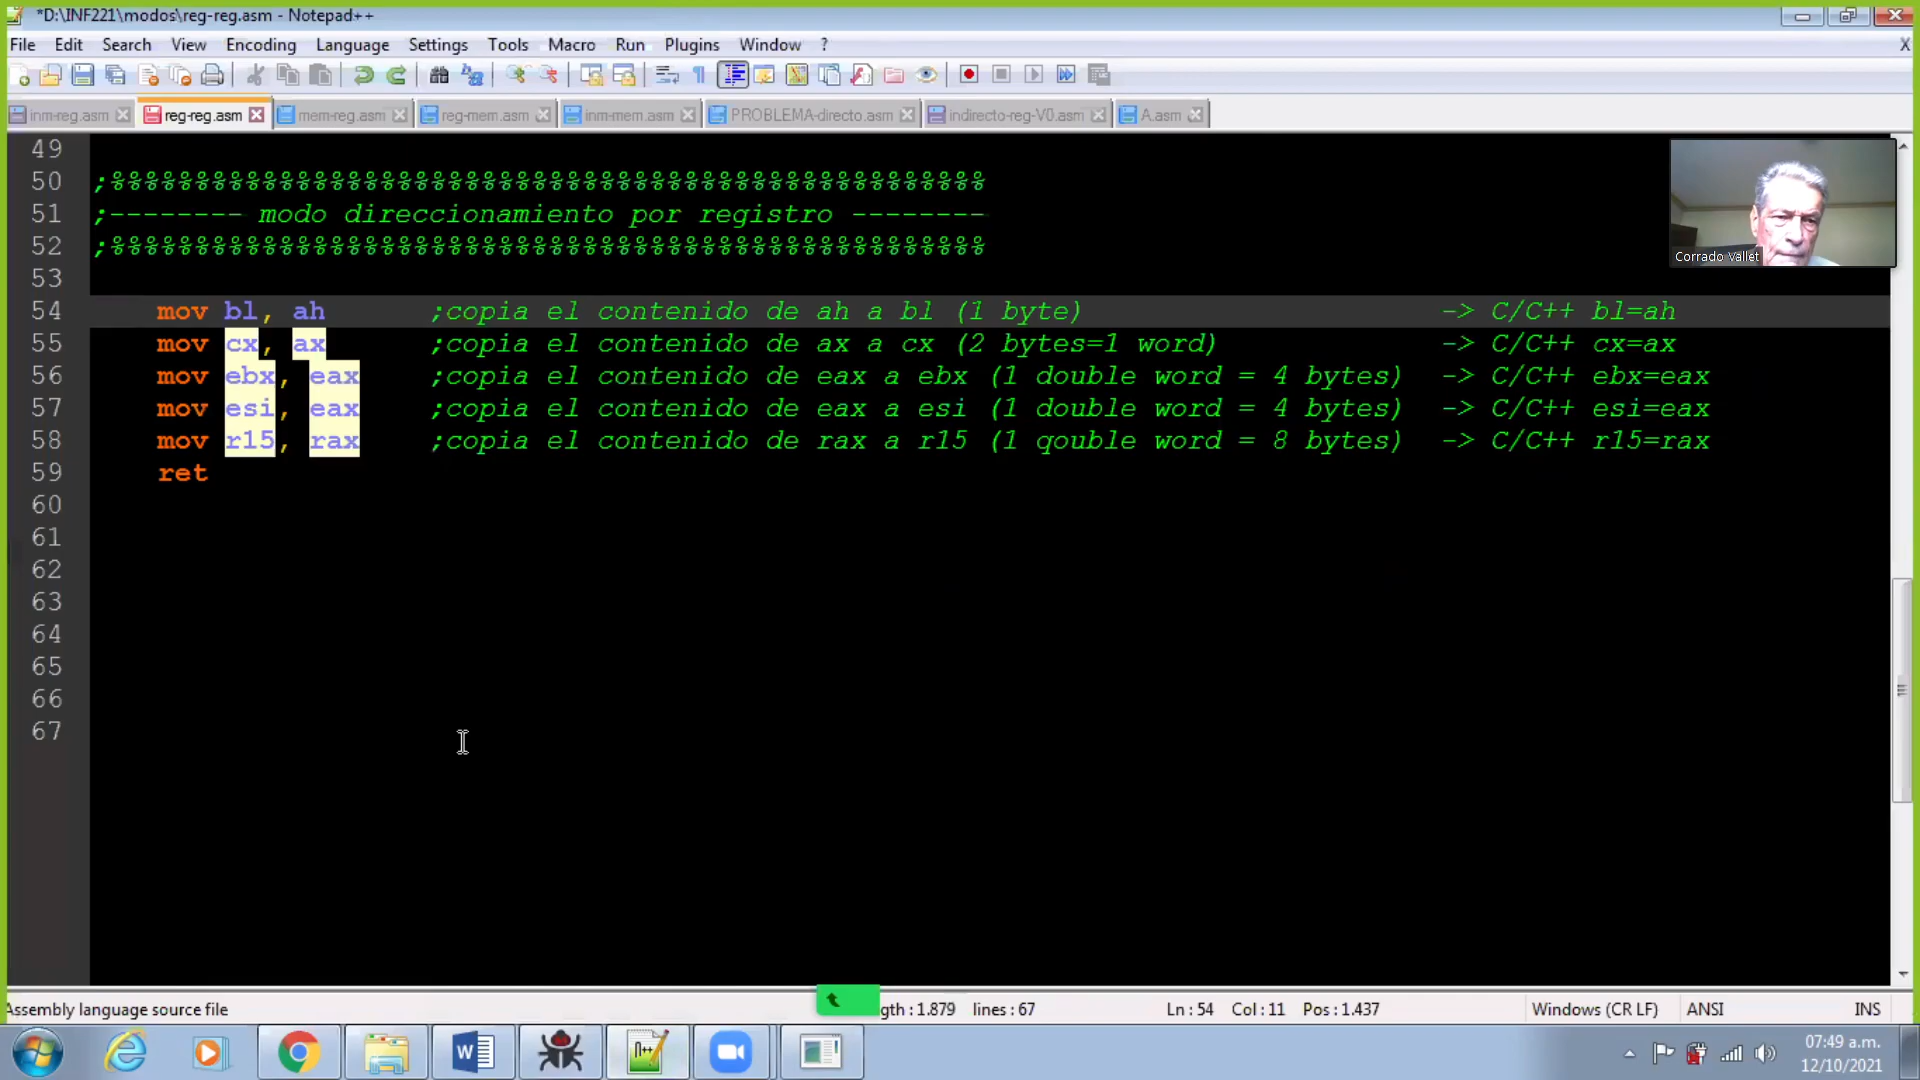 *D:\INF221\modos\reg-reg.asm - Notepad++
File Edit Search View Encoding Language Settings Tools Macro Run Plugins Window ? X
inm-reg.asm reg-reg.asm mem-reg.asm reg-mem.asm inm-mem.asm PROBLEMA-directo.asm indirecto-reg-V0.asm A.asm
49
50 ;%%%%%%%%%%%%%%%%%%%%%%%%%%%%%%%%%%%%%%%%%%%%%%%%%%%%
51 ;-------- modo direccionamiento por registro --------
52 ;%%%%%%%%%%%%%%%%%%%%%%%%%%%%%%%%%%%%%%%%%%%%%%%%%%%%
53
54 mov bl, ah ;copia el contenido de ah a bl (1 byte) -> C/C++ bl=ah
55 mov cx, ax ;copia el contenido de ax a cx (2 bytes=1 word) -> C/C++ cx=ax
56 mov ebx, eax ;copia el contenido de eax a ebx (1 double word = 4 bytes) -> C/C++ ebx=eax
57 mov esi, eax ;copia el contenido de eax a esi (1 double word = 4 bytes) -> C/C++ esi=eax
58 mov r15, rax ;copia el contenido de rax a r15 (1 qouble word = 8 bytes) -> C/C++ r15=rax
59 ret
60
61
62
63
64
65
66
67
Corrado Vallet
Assembly language source file gth : 1.879 lines : 67 Ln : 54 Col : 11 Pos : 1.437 Windows (CR LF) ANSI INS
07:49 a.m.
12/10/2021